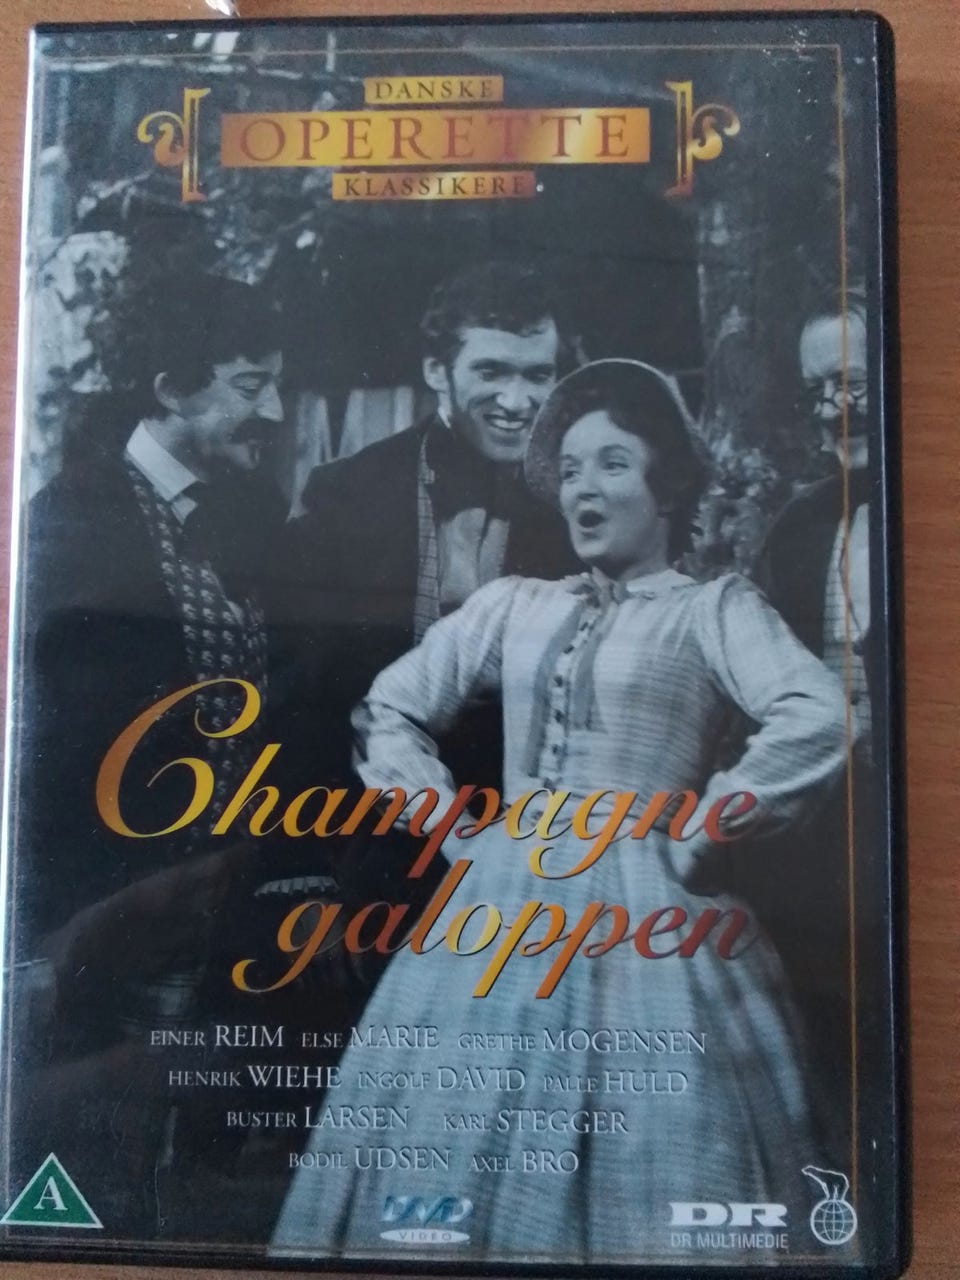 DANSKE
OPERETTE
KLASSIKERE
Champagne
galoppen
EINER REIM ELSE MARIE GRETHE MOGENSEN
HENRIK WIEHE INGOLF DAVID PALLE HULD
BUSTER LARSEN KARL STEGGER
BODIL UDSEN AXEL BRO
A
DVD
VIDEO
DR
DR MULTIMEDIE